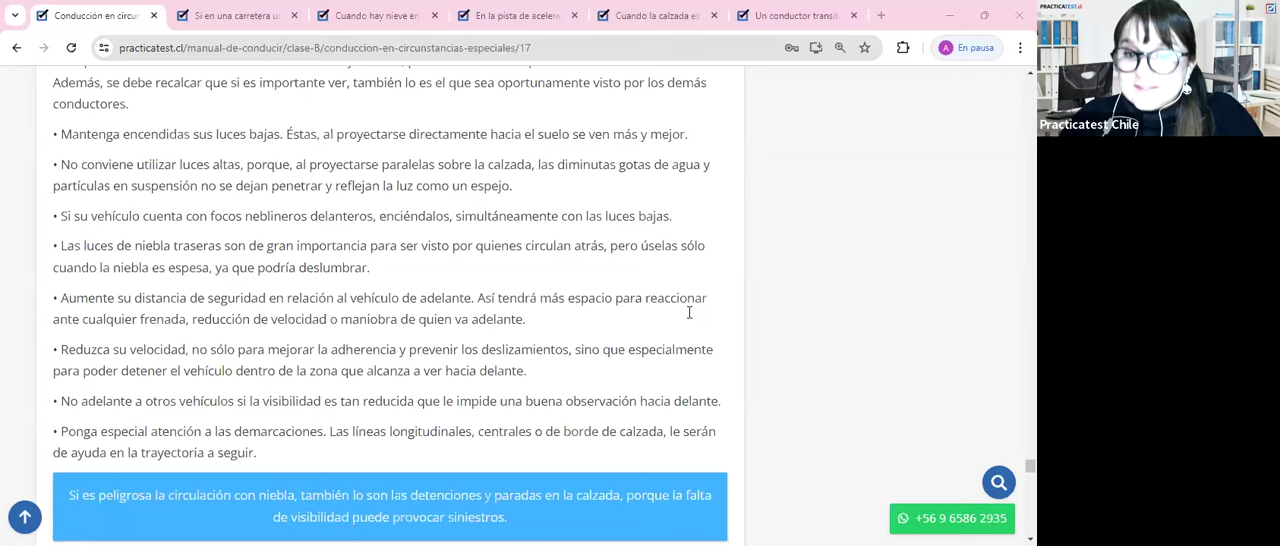 Conducción en circun
Si en una carretera us
Cuando hay nieve en
En la pista de aceler
Cuando la calzada es
Un conductor transit
practicatest.cl/manual-de-conducir/clase-B/conduccion-en-circunstancias-especiales/17
A En pausa
PRACTICATEST.cl
Practicatest Chile
Además, se debe recalcar que si es importante ver, también lo es el que sea oportunamente visto por los demás
conductores.
• Mantenga encendidas sus luces bajas. Éstas, al proyectarse directamente hacia el suelo se ven más y mejor.
• No conviene utilizar luces altas, porque, al proyectarse paralelas sobre la calzada, las diminutas gotas de agua y
partículas en suspensión no se dejan penetrar y reflejan la luz como un espejo.
• Si su vehículo cuenta con focos neblineros delanteros, enciéndalos, simultáneamente con las luces bajas.
• Las luces de niebla traseras son de gran importancia para ser visto por quienes circulan atrás, pero úselas sólo
cuando la niebla es espesa, ya que podría deslumbrar.
• Aumente su distancia de seguridad en relación al vehículo de adelante. Así tendrá más espacio para reaccionar
ante cualquier frenada, reducción de velocidad o maniobra de quien va adelante.
• Reduzca su velocidad, no sólo para mejorar la adherencia y prevenir los deslizamientos, sino que especialmente
para poder detener el vehículo dentro de la zona que alcanza a ver hacia delante.
• No adelante a otros vehículos si la visibilidad es tan reducida que le impide una buena observación hacia delante.
• Ponga especial atención a las demarcaciones. Las líneas longitudinales, centrales o de borde de calzada, le serán
de ayuda en la trayectoria a seguir.
Si es peligrosa la circulación con niebla, también lo son las detenciones y paradas en la calzada, porque la falta
de visibilidad puede provocar siniestros.
+56 9 6586 2935